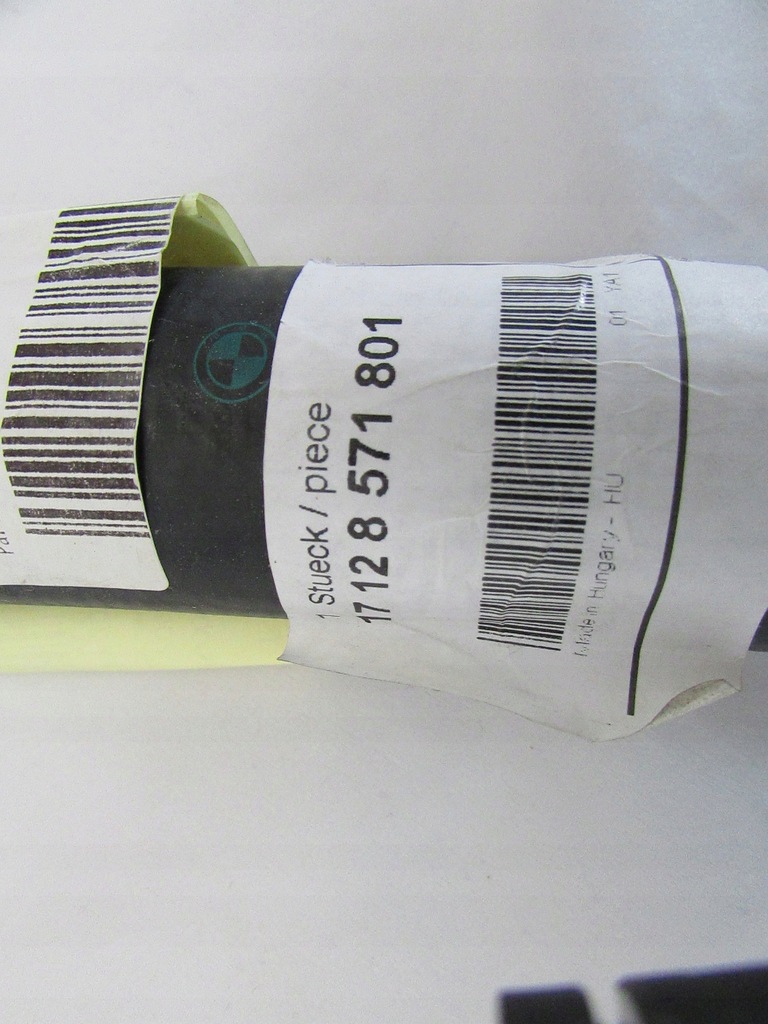 1 Stueck / piece
17 12 8 571 801
Made in Hungary - HU
01 YA1